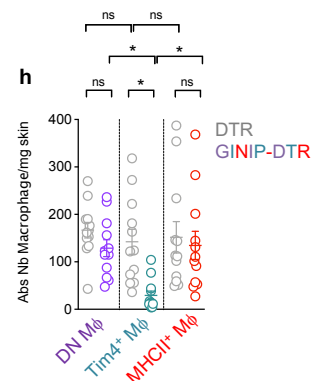 ns ns
* *
h
ns * ns
DTR
GINIP-DTR
Abs Nb Macrophage/mg skin
400
300
200
100
0
DN Mϕ
Tim4⁺ Mϕ
MHCII⁺ Mϕ